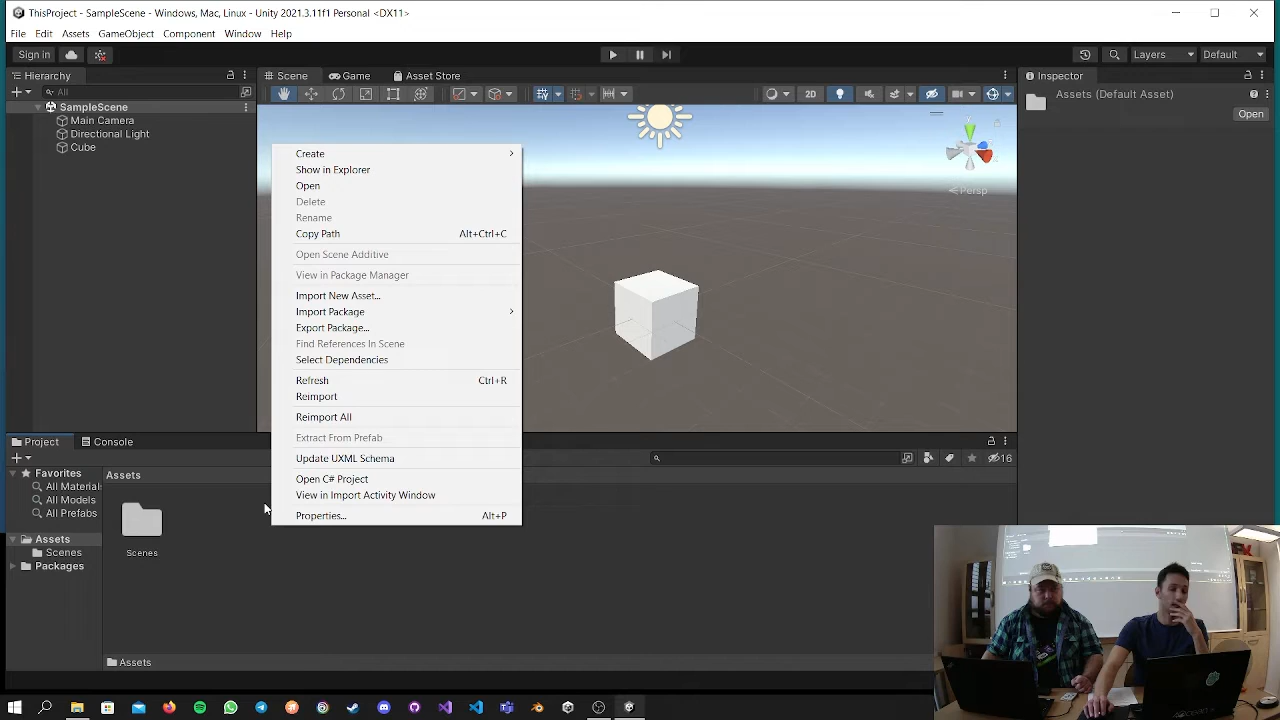 ThisProject - SampleScene - Windows, Mac, Linux - Unity 2021.3.11f1 Personal <DX11>
File Edit Assets GameObject Component Window Help
Sign in
Layers
Default
Hierarchy
All
SampleScene
Main Camera
Directional Light
Cube
Scene
Game
Asset Store
2D
y
Persp
Inspector
Assets (Default Asset)
Open
Create
Show in Explorer
Open
Delete
Rename
Copy Path Alt+Ctrl+C
Open Scene Additive
View in Package Manager
Import New Asset...
Import Package
Export Package...
Find References In Scene
Select Dependencies
Refresh Ctrl+R
Reimport
Reimport All
Extract From Prefab
Update UXML Schema
Open C# Project
View in Import Activity Window
Properties... Alt+P
Project
Console
16
Favorites
All Materials
All Models
All Prefabs
Assets
Scenes
Packages
Assets
Scenes
Assets